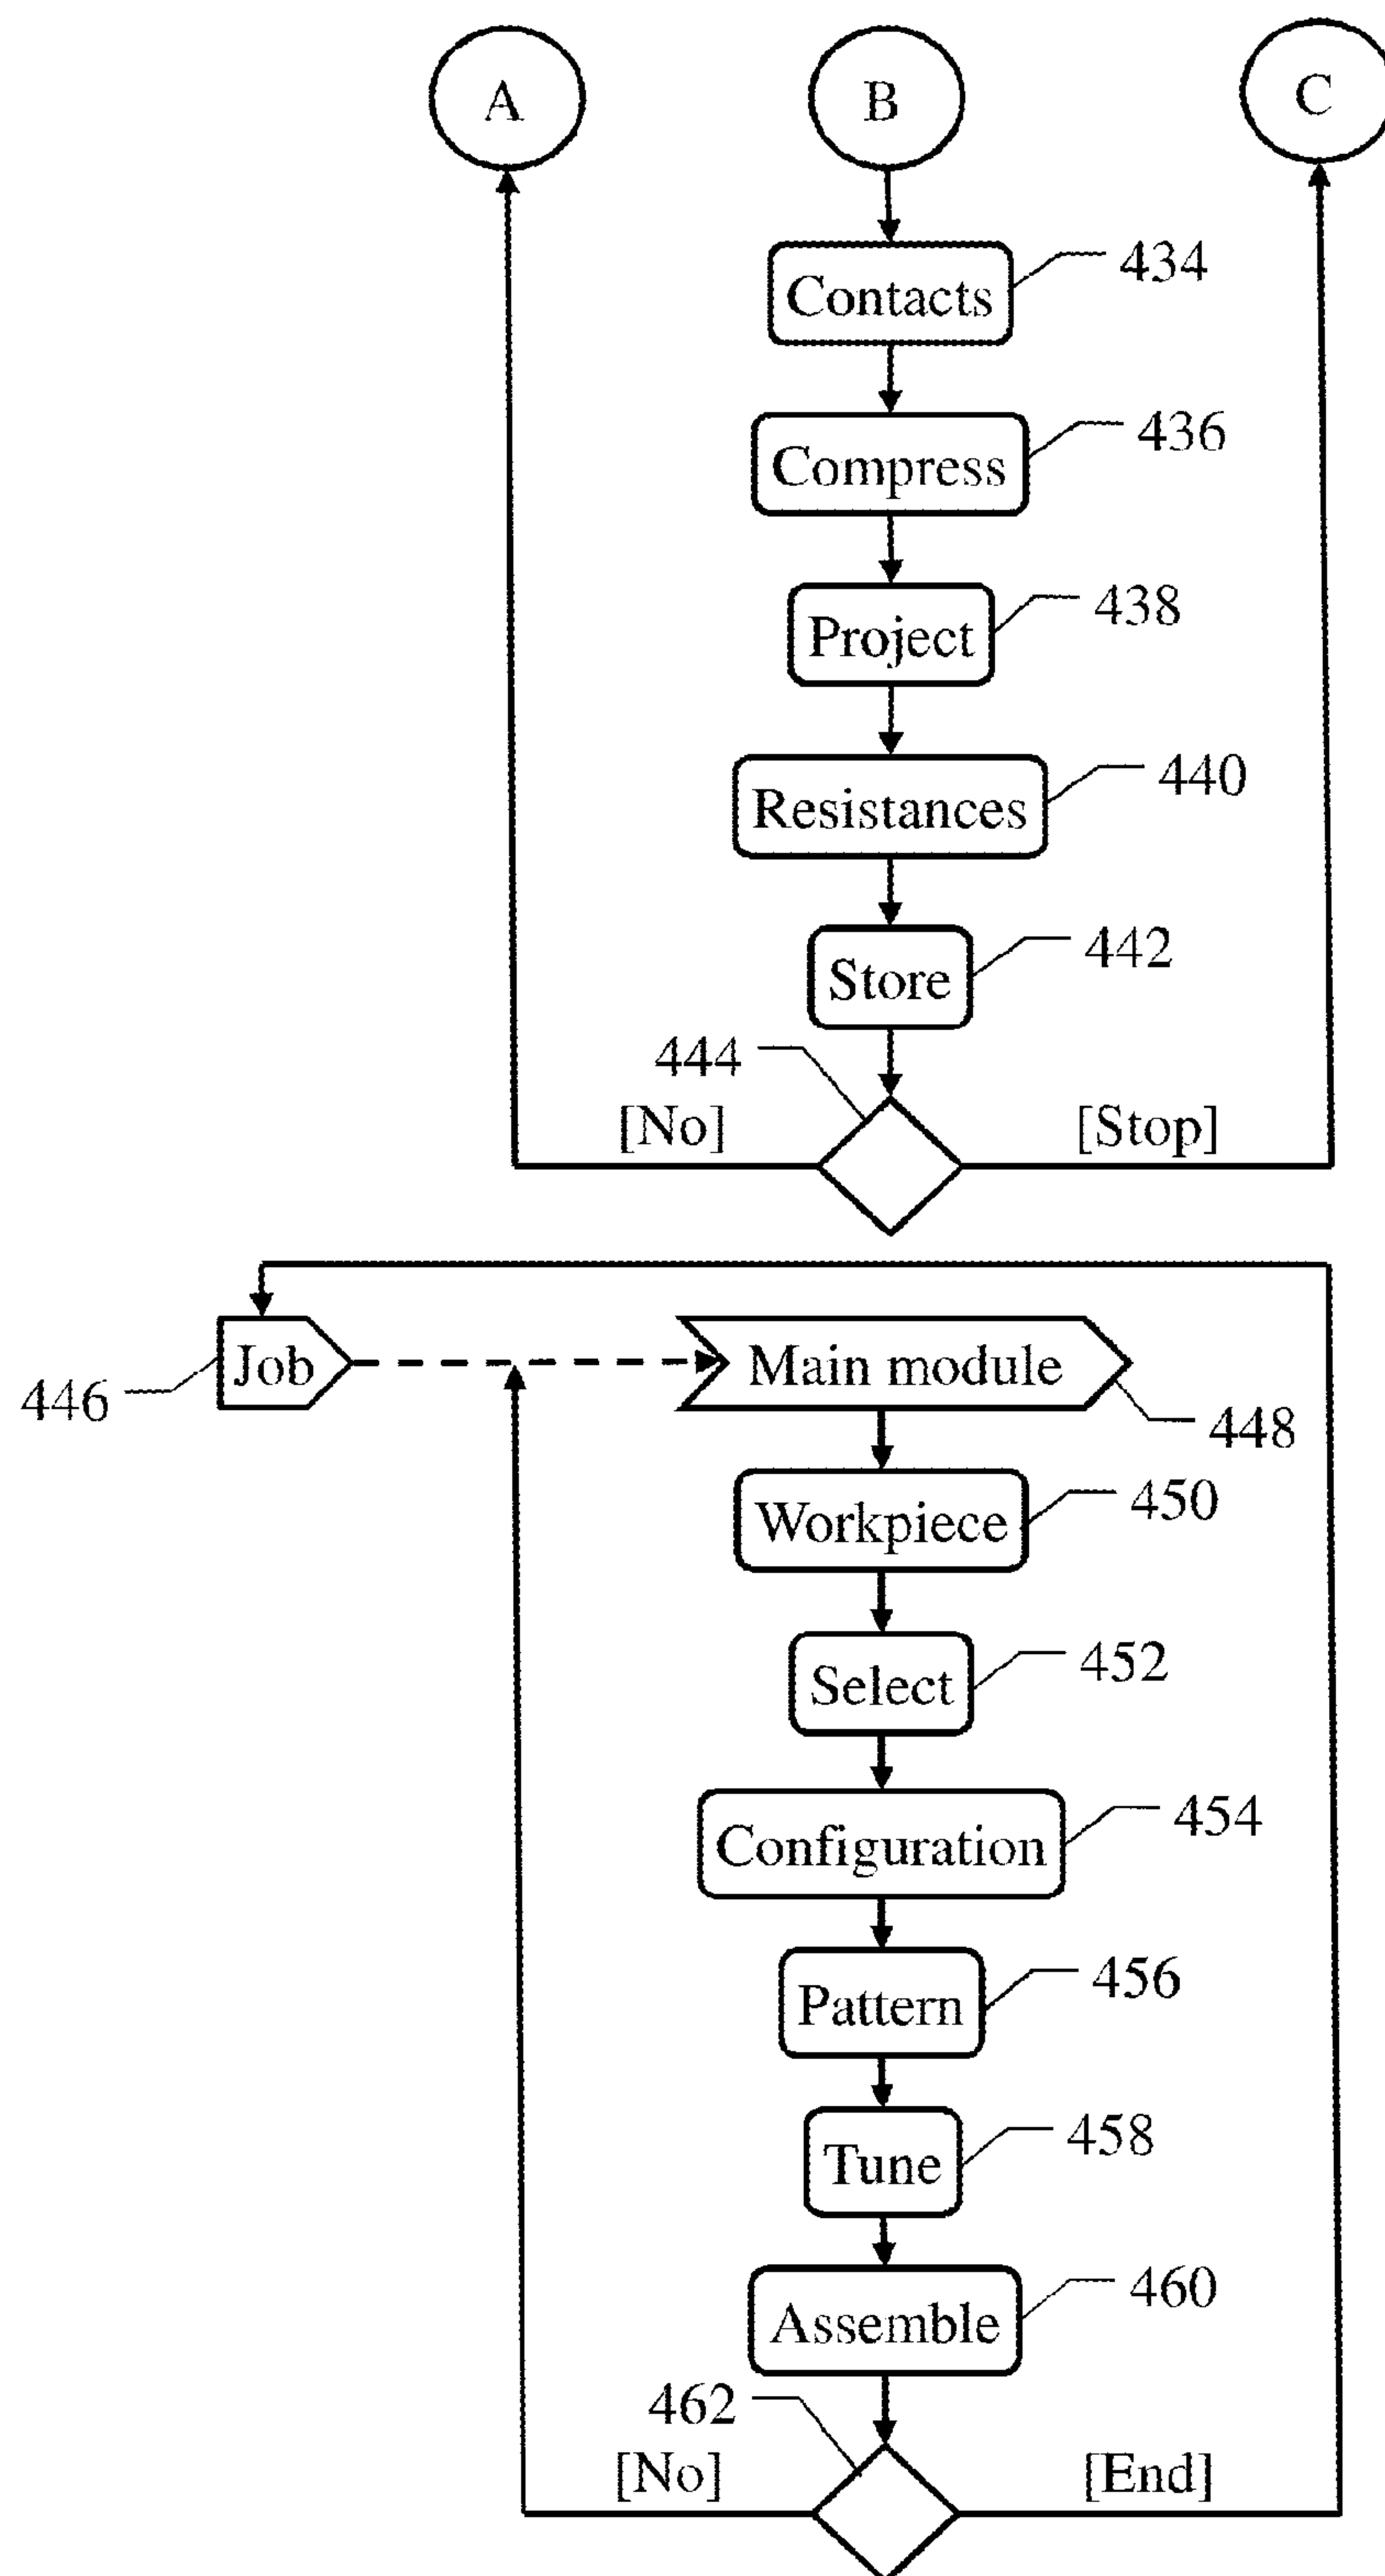 A
B
C
Contacts
434
Compress
436
Project
438
Resistances
440
Store
442
444
[No]
[Stop]
Job
446
Main module
448
Workpiece
450
Select
452
Configuration
454
Pattern
456
Tune
458
Assemble
460
462
[No]
[End]